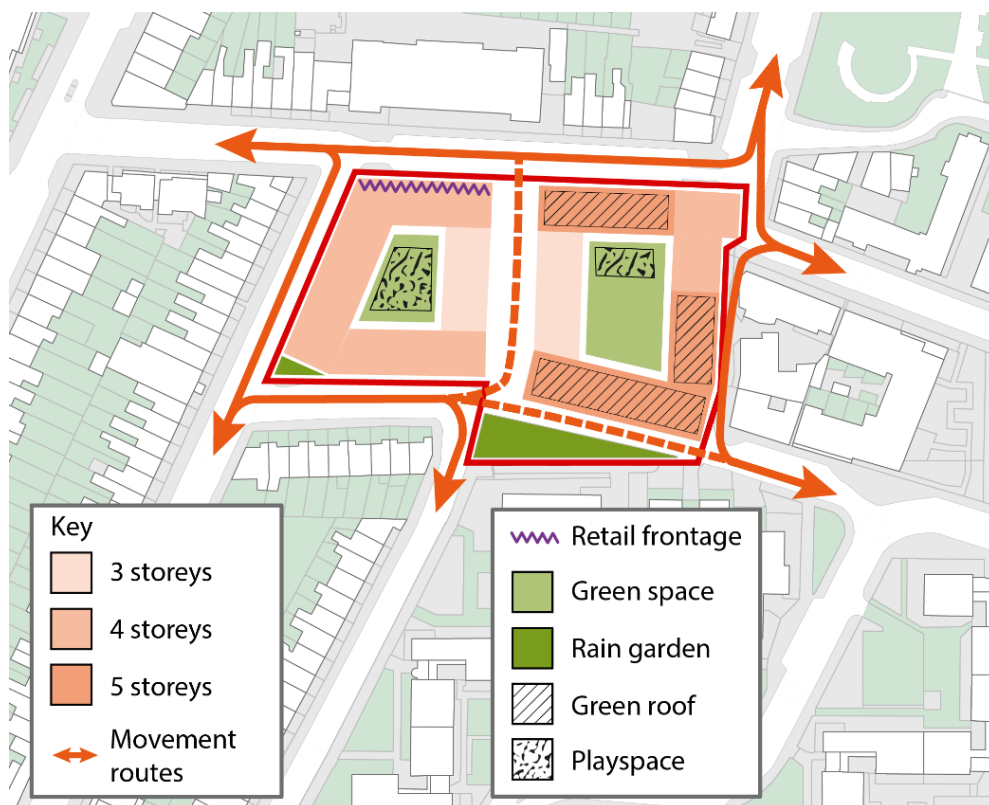 Key
3 storeys
4 storeys
5 storeys
Movement
routes
Retail frontage
Green space
Rain garden
Green roof
Playspace